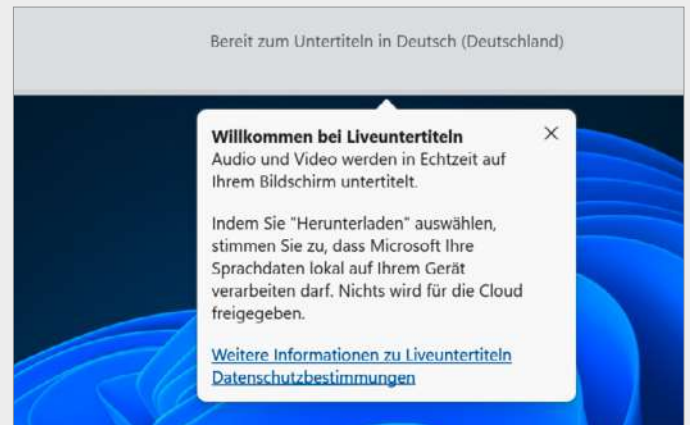 Bereit zum Untertiteln in Deutsch (Deutschland)
Willkommen bei Liveuntertiteln
Audio und Video werden in Echtzeit auf
Ihrem Bildschirm untertitelt.
Indem Sie "Herunterladen" auswählen,
stimmen Sie zu, dass Microsoft Ihre
Sprachdaten lokal auf Ihrem Gerät
verarbeiten darf. Nichts wird für die Cloud
freigegeben.
Weitere Informationen zu Liveuntertiteln
Datenschutzbestimmungen